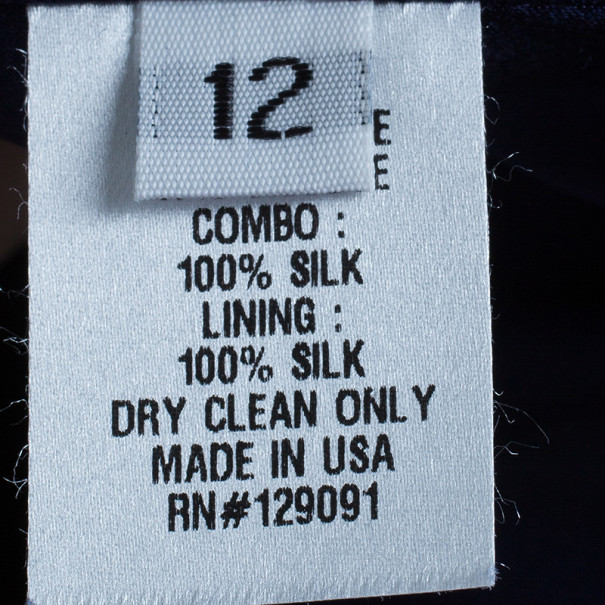 12
E
E
COMBO :
100% SILK
LINING :
100% SILK
DRY CLEAN ONLY
MADE IN USA
RN#129091